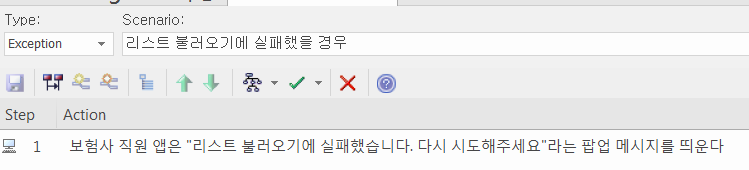 Type:
Scenario:
Exception
리스트 불러오기에 실패했을 경우
Step
Action
1
보험사 직원 앱은 "리스트 불러오기에 실패했습니다. 다시 시도해주세요"라는 팝업 메시지를 띄운다